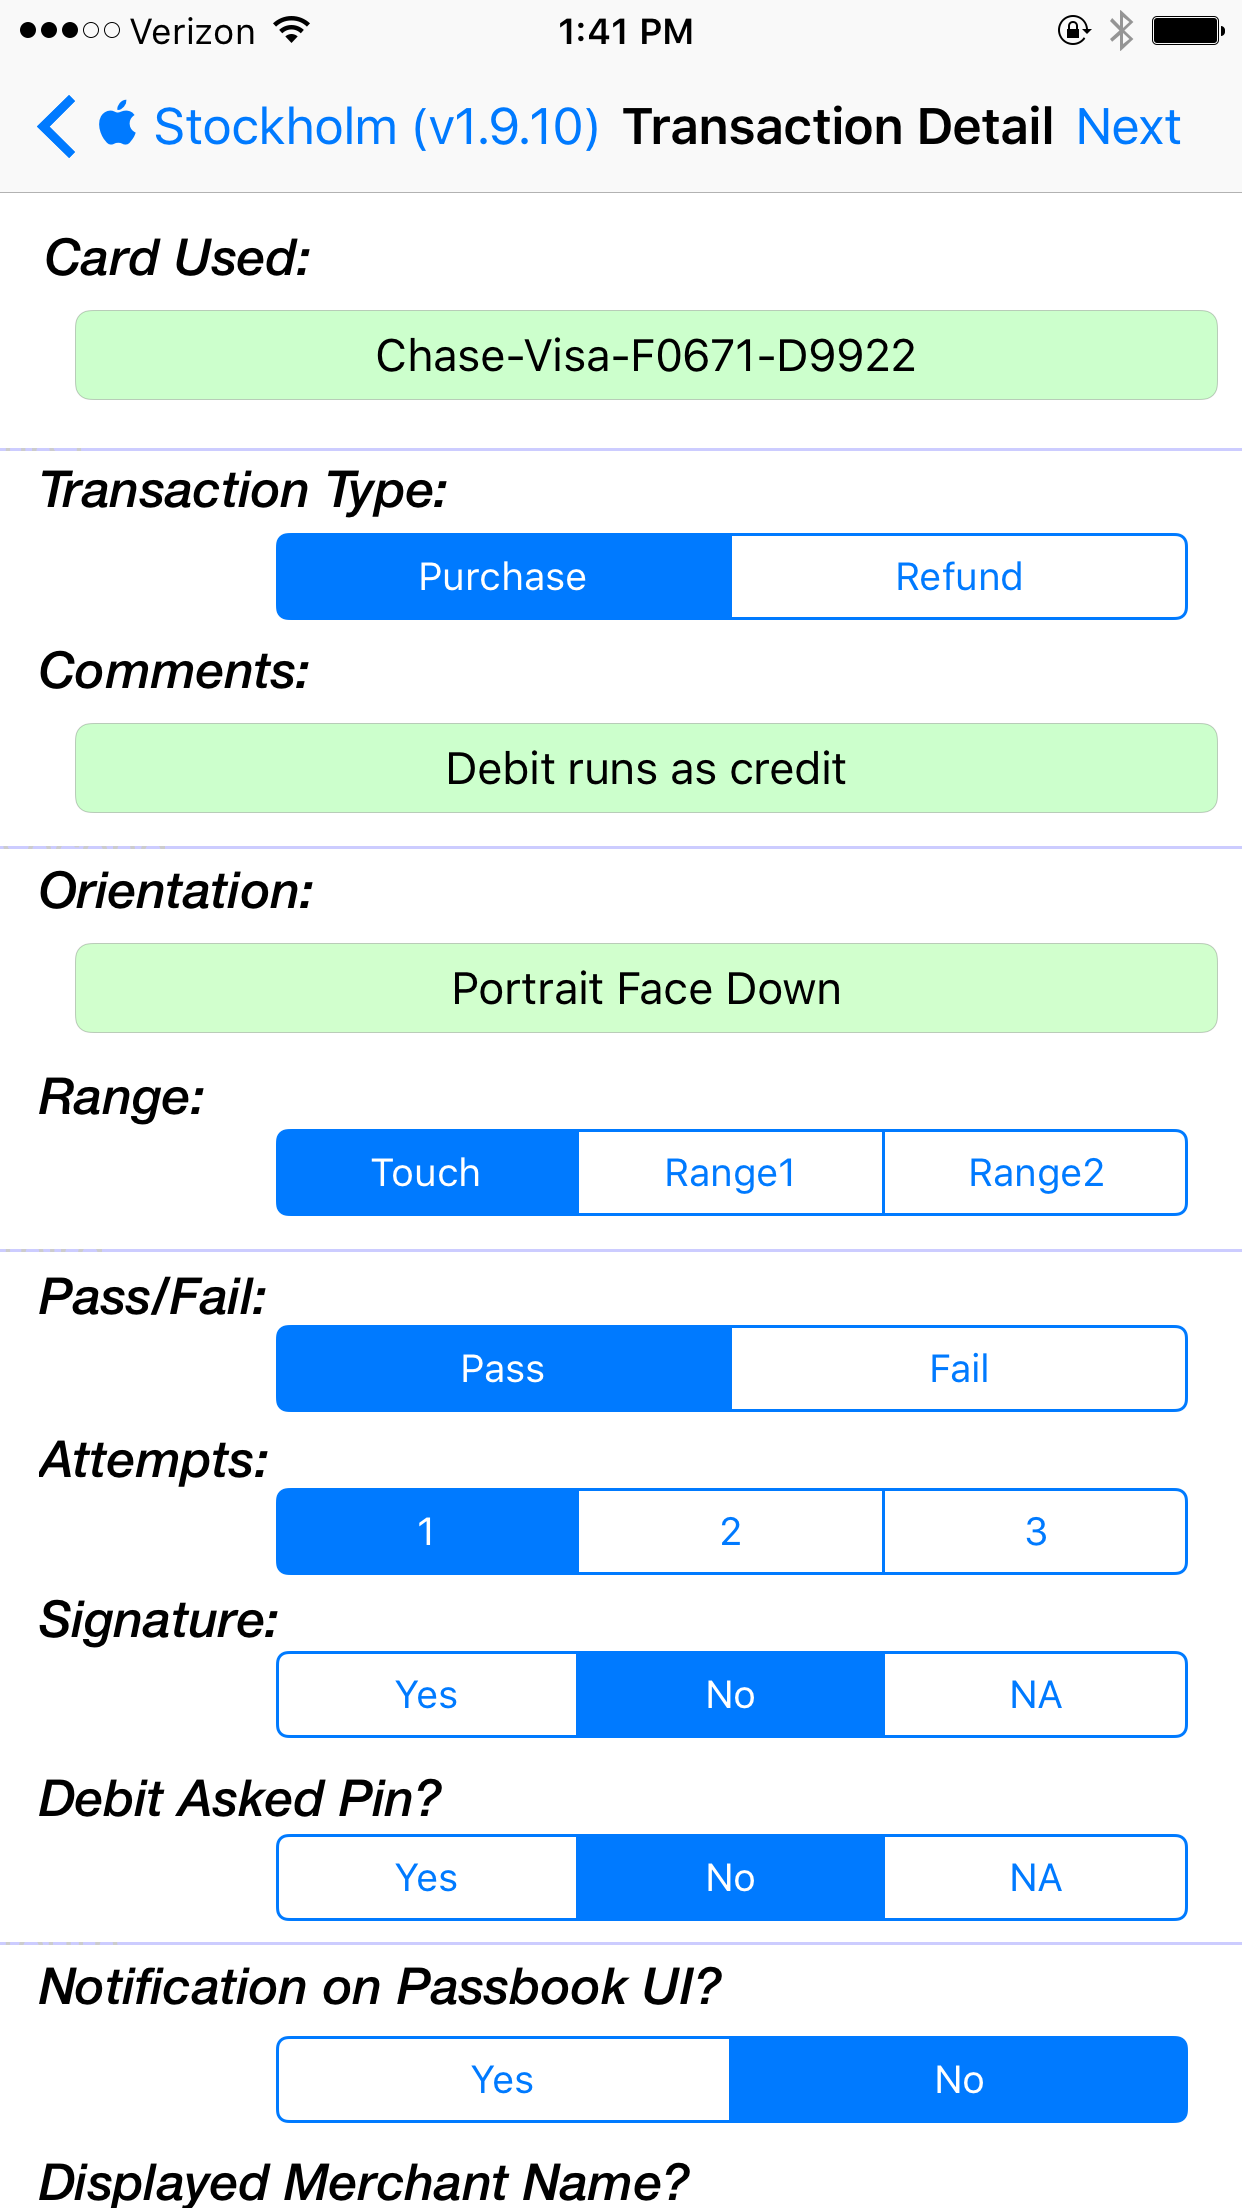 Verizon 1:41 PM
Stockholm (v1.9.10) Transaction Detail Next
Card Used:
Chase-Visa-F0671-D9922
Transaction Type:
Purchase Refund
Comments:
Debit runs as credit
Orientation:
Portrait Face Down
Range:
Touch Range1 Range2
Pass/Fail:
Pass Fail
Attempts:
1 2 3
Signature:
Yes No NA
Debit Asked Pin?
Yes No NA
Notification on Passbook UI?
Yes No
Displayed Merchant Name?